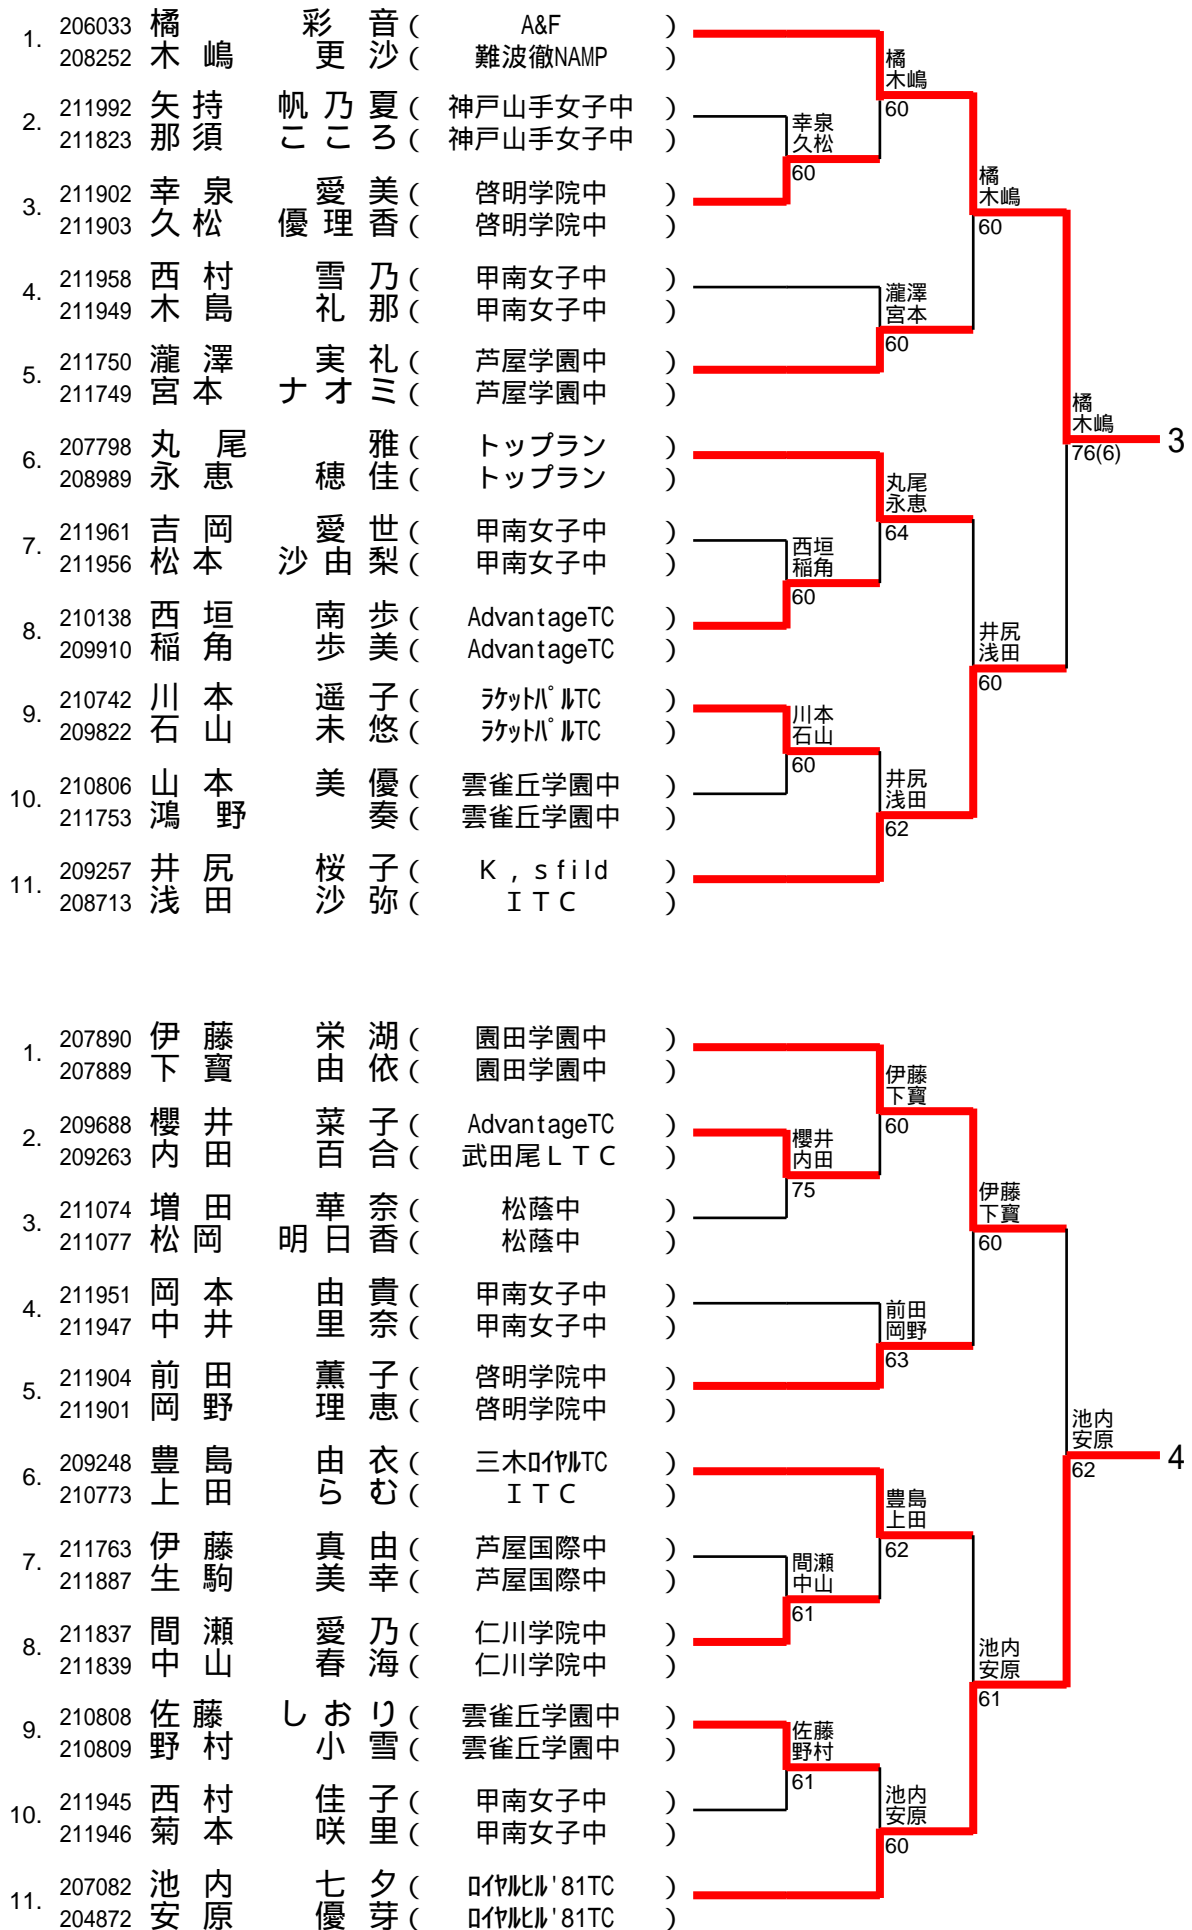 1. 206033 橘 彩音 ( A&F )
208252 木嶋 更沙 ( 難波徹NAMP )
橘
木嶋
60
2. 211992 矢持 帆乃夏 ( 神戸山手女子中 )
211823 那須 こころ ( 神戸山手女子中 )
幸泉
久松
60
3. 211902 幸泉 愛美 ( 啓明学院中 )
211903 久松 優理香 ( 啓明学院中 )
橘
木嶋
60
4. 211958 西村 雪乃 ( 甲南女子中 )
211949 木島 礼那 ( 甲南女子中 )
瀧澤
宮本
60
5. 211750 瀧澤 実礼 ( 芦屋学園中 )
211749 宮本 ナオミ ( 芦屋学園中 )
橘
木嶋
76(6)
3
6. 207798 丸尾 雅 ( トップラン )
208989 永恵 穂佳 ( トップラン )
丸尾
永恵
64
7. 211961 吉岡 愛世 ( 甲南女子中 )
211956 松本 沙由梨 ( 甲南女子中 )
西垣
稲角
60
8. 210138 西垣 南歩 ( AdvantageTC )
209910 稲角 歩美 ( AdvantageTC )
井尻
浅田
60
9. 210742 川本 遥子 ( ﾗｹｯﾄﾊﾟﾙTC )
209822 石山 未悠 ( ﾗｹｯﾄﾊﾟﾙTC )
川本
石山
60
10. 210806 山本 美優 ( 雲雀丘学園中 )
211753 鴻野 奏 ( 雲雀丘学園中 )
井尻
浅田
62
11. 209257 井尻 桜子 ( Ｋ，ｓfild )
208713 浅田 沙弥 ( ＩＴＣ )
1. 207890 伊藤 栄湖 ( 園田学園中 )
207889 下寳 由依 ( 園田学園中 )
伊藤
下寳
60
2. 209688 櫻井 菜子 ( AdvantageTC )
209263 内田 百合 ( 武田尾ＬＴＣ )
櫻井
内田
75
3. 211074 増田 華奈 ( 松蔭中 )
211077 松岡 明日香 ( 松蔭中 )
伊藤
下寳
60
4. 211951 岡本 由貴 ( 甲南女子中 )
211947 中井 里奈 ( 甲南女子中 )
前田
岡野
63
5. 211904 前田 薫子 ( 啓明学院中 )
211901 岡野 理恵 ( 啓明学院中 )
池内
安原
62
4
6. 209248 豊島 由衣 ( 三木ﾛｲﾔﾙTC )
210773 上田 らむ ( ＩＴＣ )
豊島
上田
62
7. 211763 伊藤 真由 ( 芦屋国際中 )
211887 生駒 美幸 ( 芦屋国際中 )
間瀬
中山
61
8. 211837 間瀬 愛乃 ( 仁川学院中 )
211839 中山 春海 ( 仁川学院中 )
池内
安原
61
9. 210808 佐藤 しおり ( 雲雀丘学園中 )
210809 野村 小雪 ( 雲雀丘学園中 )
佐藤
野村
61
10. 211945 西村 佳子 ( 甲南女子中 )
211946 菊本 咲里 ( 甲南女子中 )
池内
安原
60
11. 207082 池内 七夕 ( ﾛｲﾔﾙﾋﾙ'81TC )
204872 安原 優芽 ( ﾛｲﾔﾙﾋﾙ'81TC )